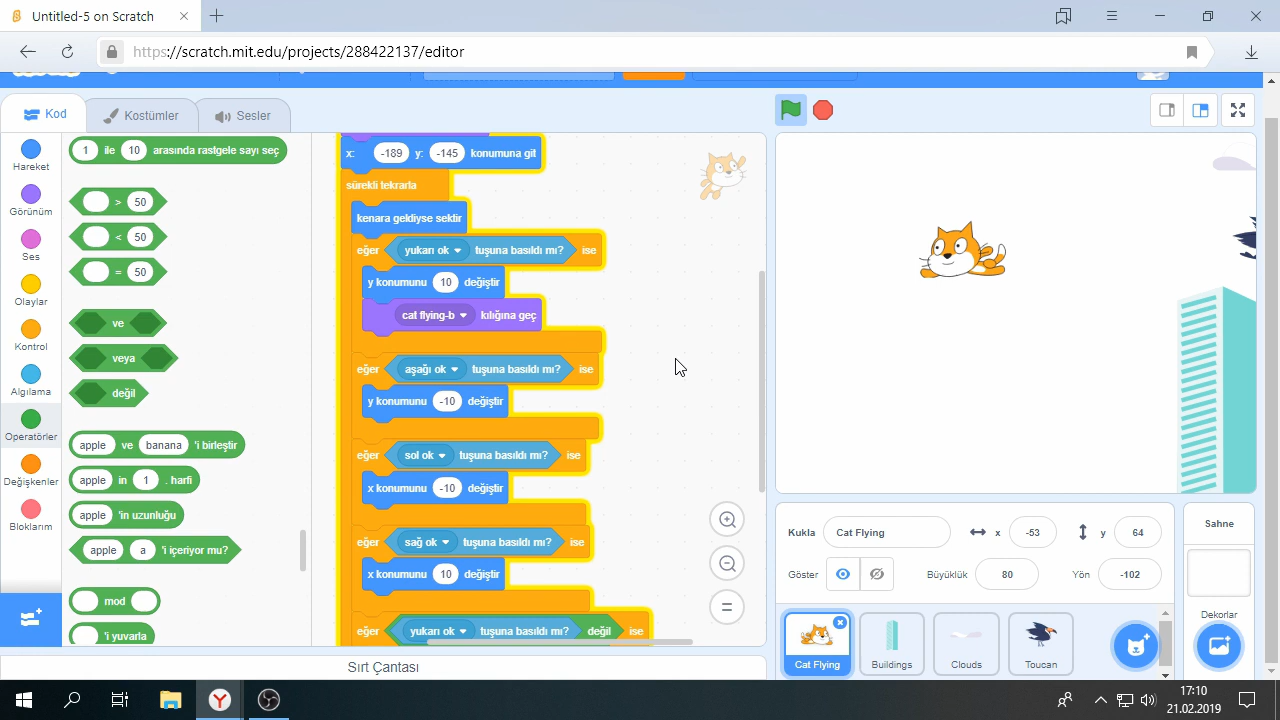 Untitled-5 on Scratch
https://scratch.mit.edu/projects/288422137/editor
Kod
Kostümler
Sesler
Hareket
Görünüm
Ses
Olaylar
Kontrol
Algılama
Operatörler
Değişkenler
Bloklarım
1 ile 10 arasında rastgele sayı seç
> 50
< 50
= 50
ve
veya
değil
apple ve banana 'i birleştir
apple in 1 . harfi
apple 'in uzunluğu
apple a 'i içeriyor mu?
mod
'i yuvarla
x: -189 y: -145 konumuna git
sürekli tekrarla
kenara geldiyse sektir
eğer yukarı ok tuşuna basıldı mı? ise
y konumunu 10 değiştir
cat flying-b kılığına geç
eğer aşağı ok tuşuna basıldı mı? ise
y konumunu -10 değiştir
eğer sol ok tuşuna basıldı mı? ise
x konumunu -10 değiştir
eğer sağ ok tuşuna basıldı mı? ise
x konumunu 10 değiştir
eğer yukarı ok tuşuna basıldı mı? değil ise
Sırt Çantası
Kukla Cat Flying x -53 y 64
Göster Büyüklük 80 Yön -102
Cat Flying
Buildings
Clouds
Toucan
Sahne
Dekorlar
17:10
21.02.2019